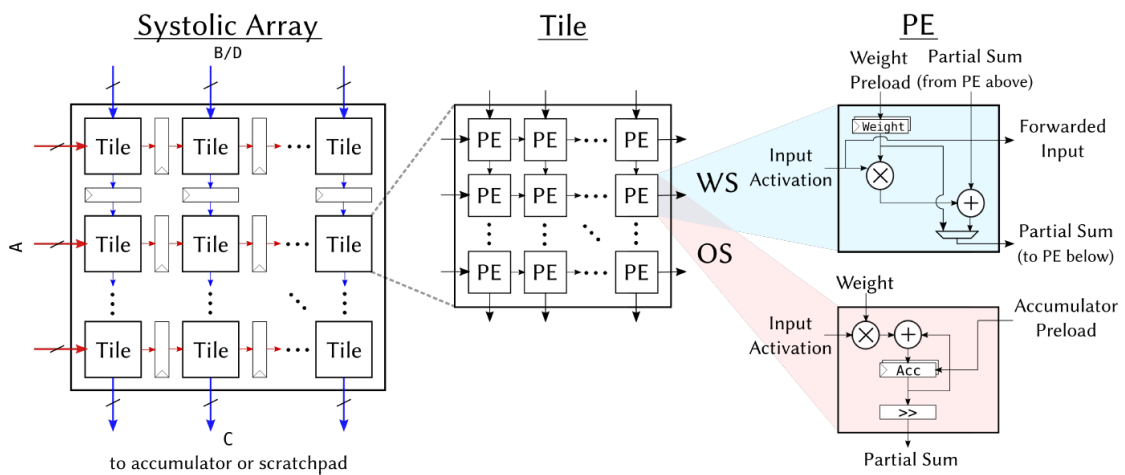 Systolic Array
B/D
Tile Tile Tile
A
Tile Tile Tile
Tile Tile Tile
C
to accumulator or scratchpad
Tile
PE PE PE
PE PE PE
PE PE PE
WS
OS
PE
Weight
Preload
Partial Sum
(from PE above)
Weight
Forwarded
Input
Input
Activation
Partial Sum
(to PE below)
Weight
Input
Activation
Accumulator
Preload
Acc
>>
Partial Sum